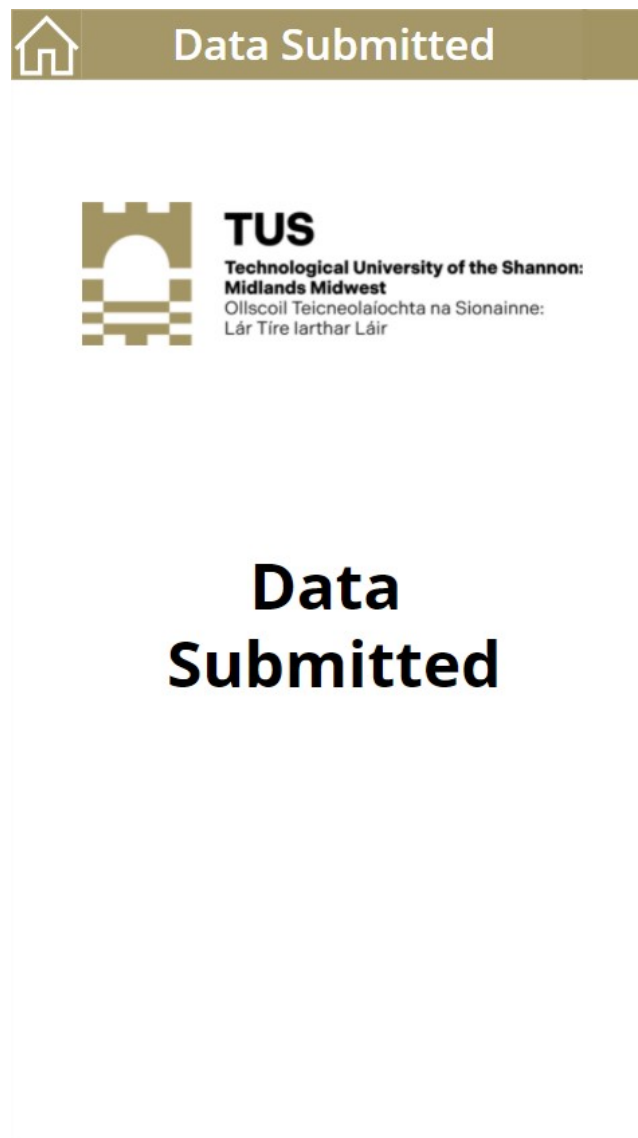 Data Submitted
TUS
Technological University of the Shannon:
Midlands Midwest
Ollscoil Teicneolaíochta na Sionainne:
Lár Tíre Iarthar Láir
Data
Submitted